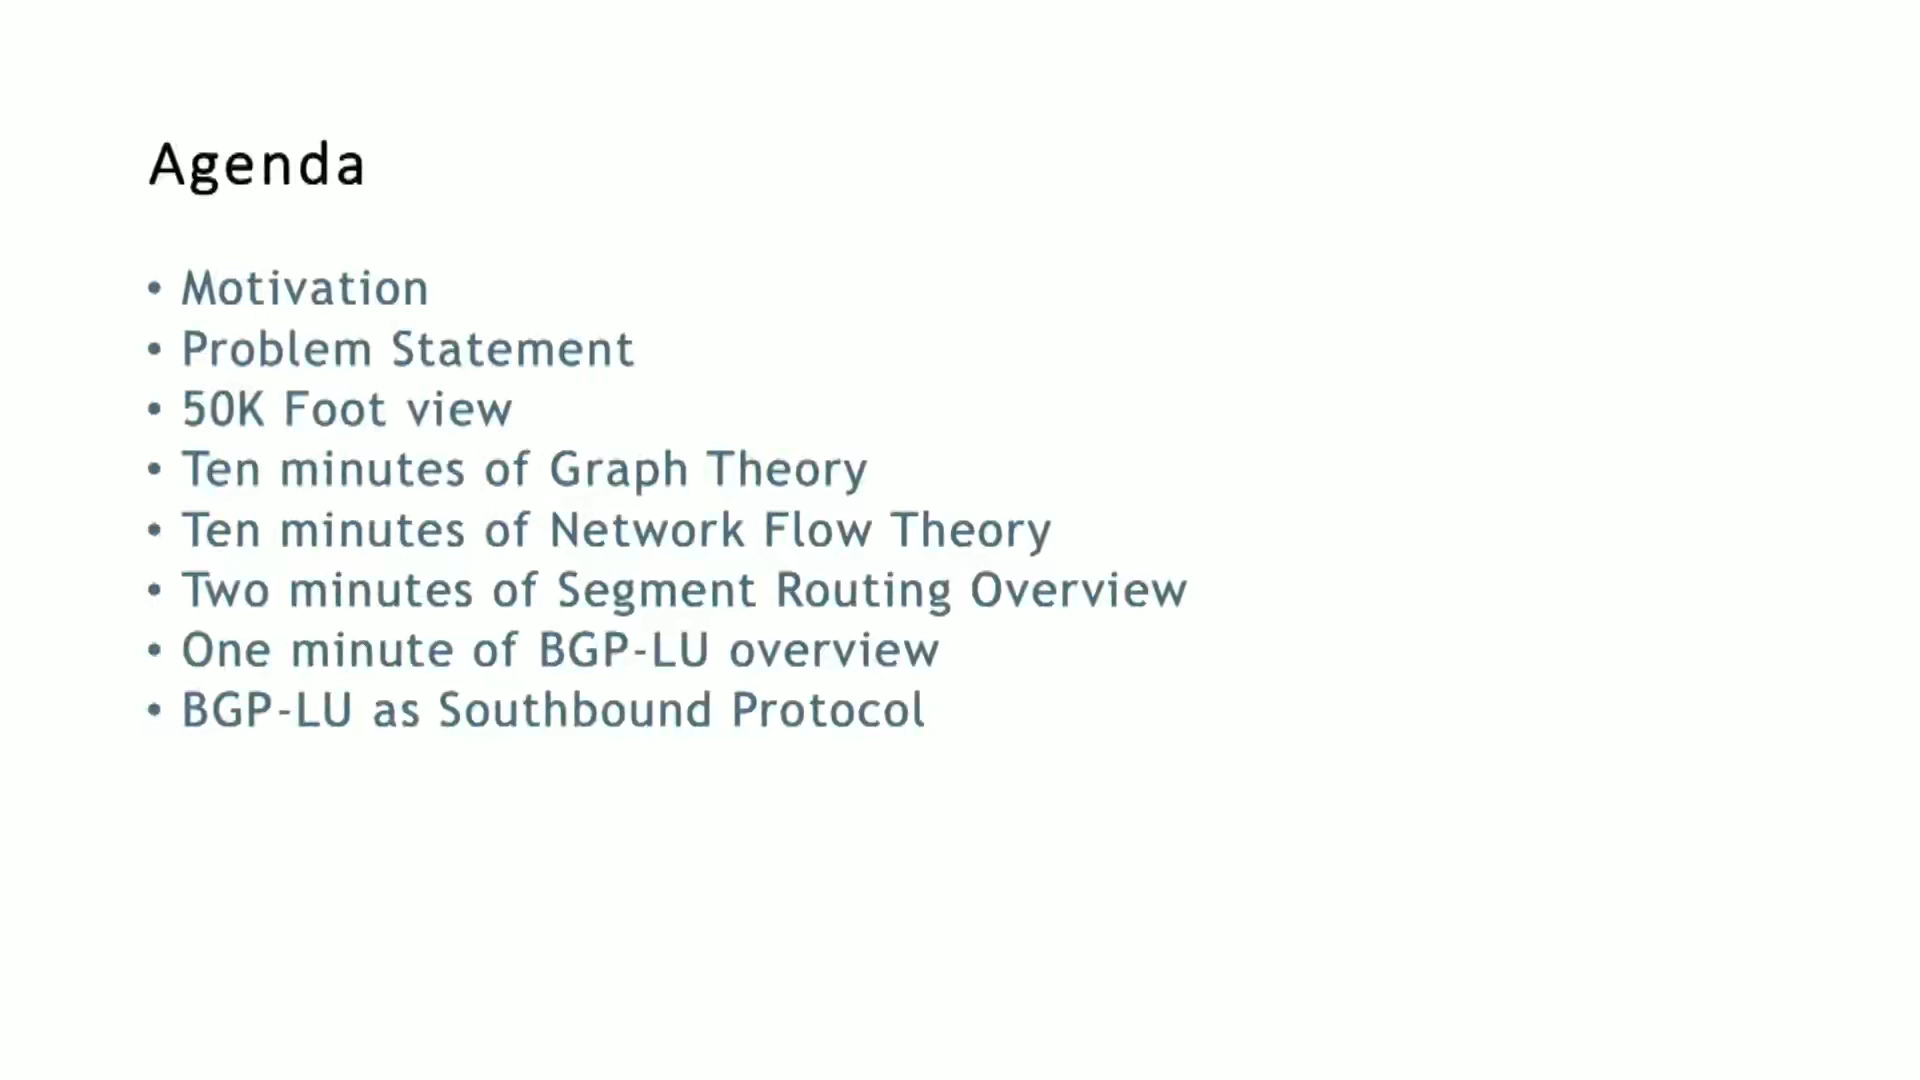 Agenda
• Motivation
• Problem Statement
• 50K Foot view
• Ten minutes of Graph Theory
• Ten minutes of Network Flow Theory
• Two minutes of Segment Routing Overview
• One minute of BGP-LU overview
• BGP-LU as Southbound Protocol